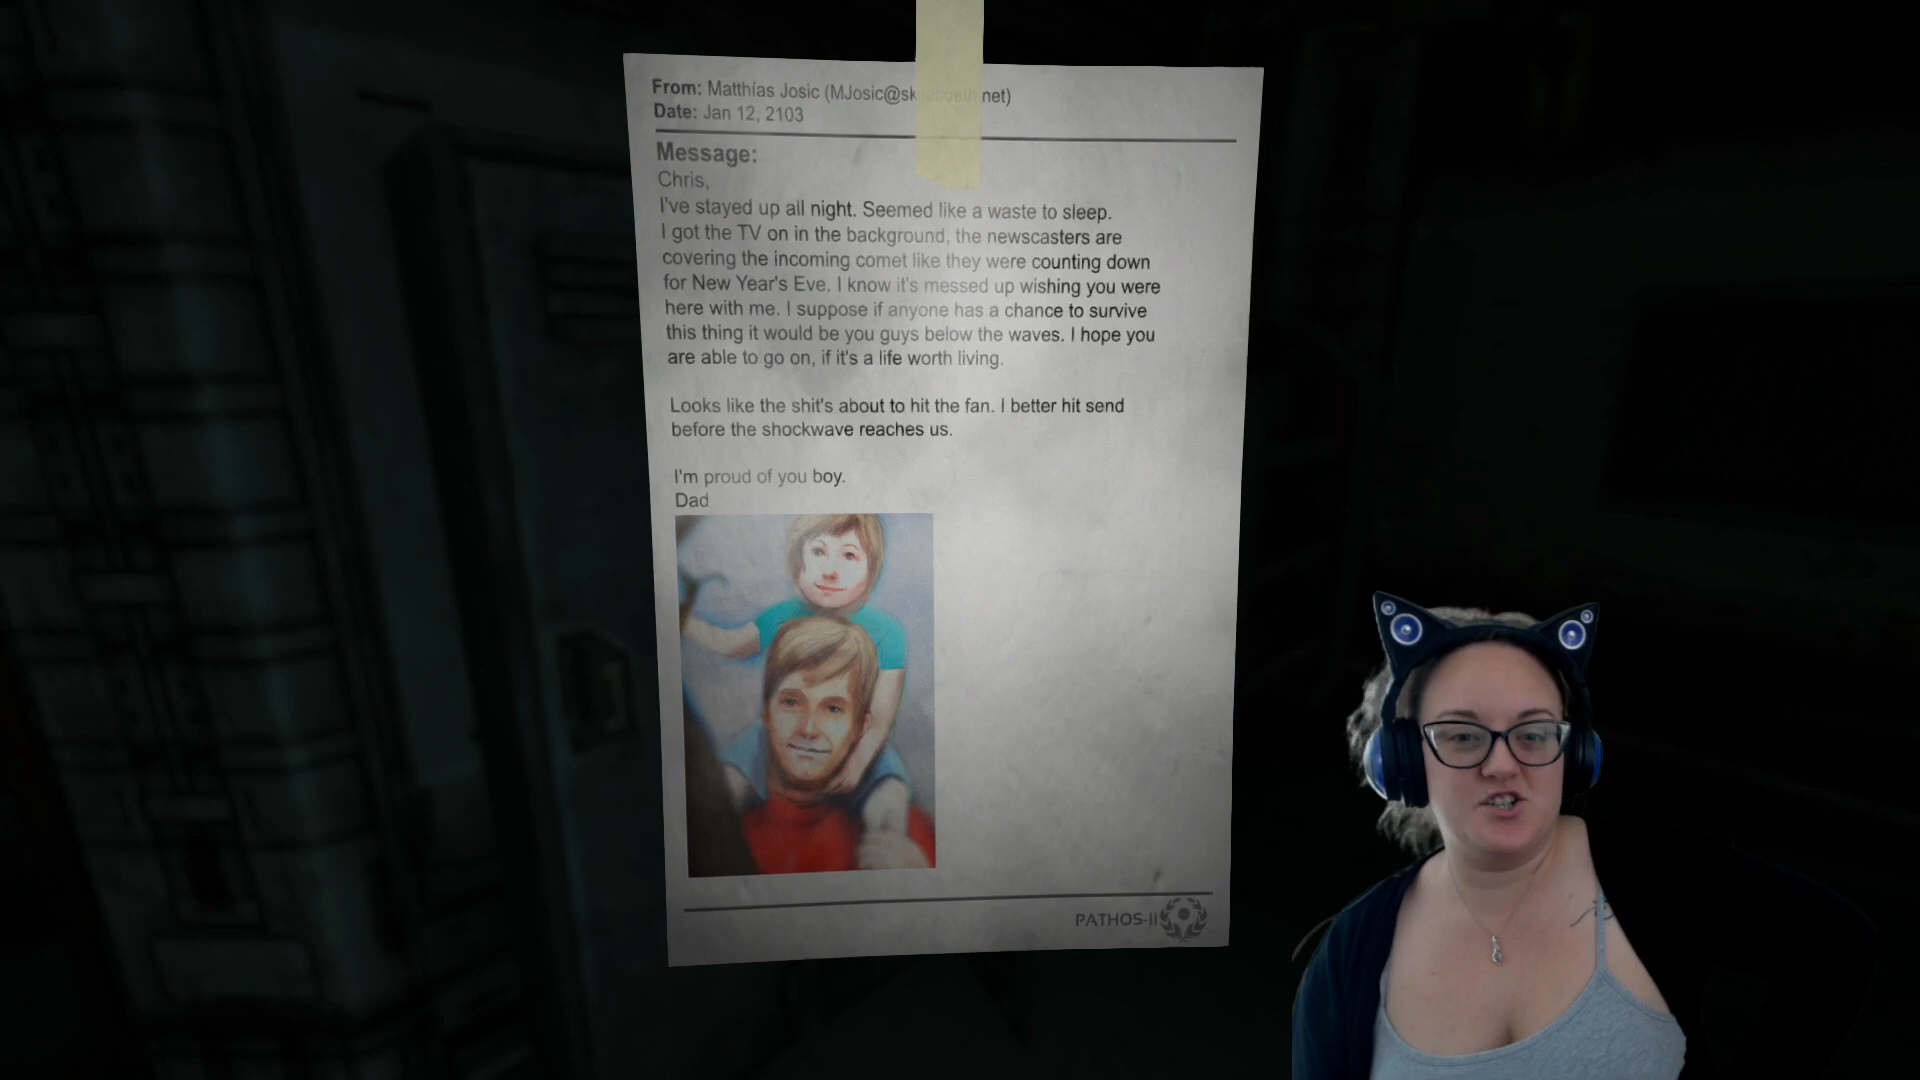 From: Matthías Josic (MJosic@sk net)
Date: Jan 12, 2103
Message:
Chris,
I've stayed up all night. Seemed like a waste to sleep.
I got the TV on in the background, the newscasters are
covering the incoming comet like they were counting down
for New Year's Eve. I know it's messed up wishing you were
here with me. I suppose if anyone has a chance to survive
this thing it would be you guys below the waves. I hope you
are able to go on, if it's a life worth living.
Looks like the shit's about to hit the fan. I better hit send
before the shockwave reaches us.
I'm proud of you boy.
Dad
PATHOS-II